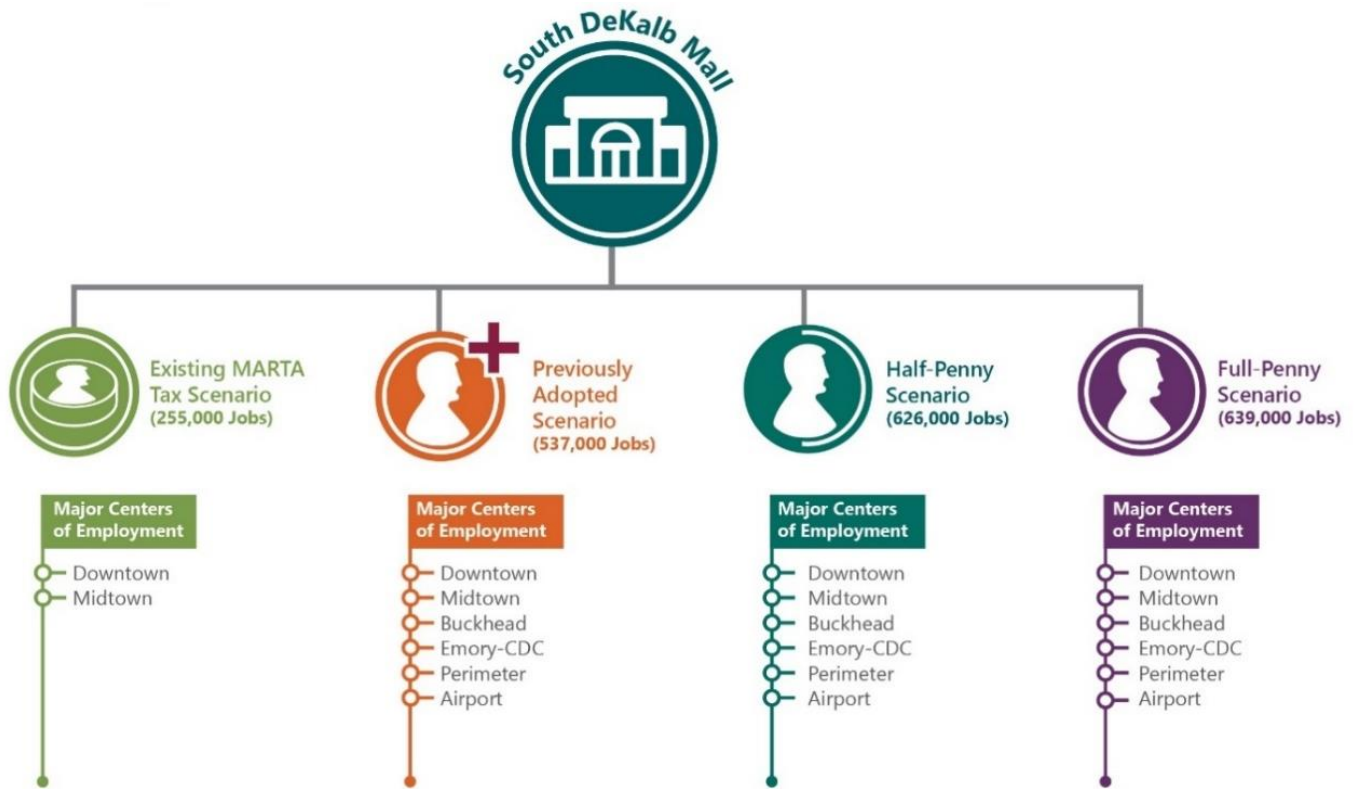 South DeKalb Mall
Existing MARTA
Tax Scenario
(255,000 Jobs)
Previously
Adopted
Scenario
(537,000 Jobs)
Half-Penny
Scenario
(626,000 Jobs)
Full-Penny
Scenario
(639,000 Jobs)
Major Centers
of Employment
Downtown
Midtown
Major Centers
of Employment
Downtown
Midtown
Buckhead
Emory-CDC
Perimeter
Airport
Major Centers
of Employment
Downtown
Midtown
Buckhead
Emory-CDC
Perimeter
Airport
Major Centers
of Employment
Downtown
Midtown
Buckhead
Emory-CDC
Perimeter
Airport